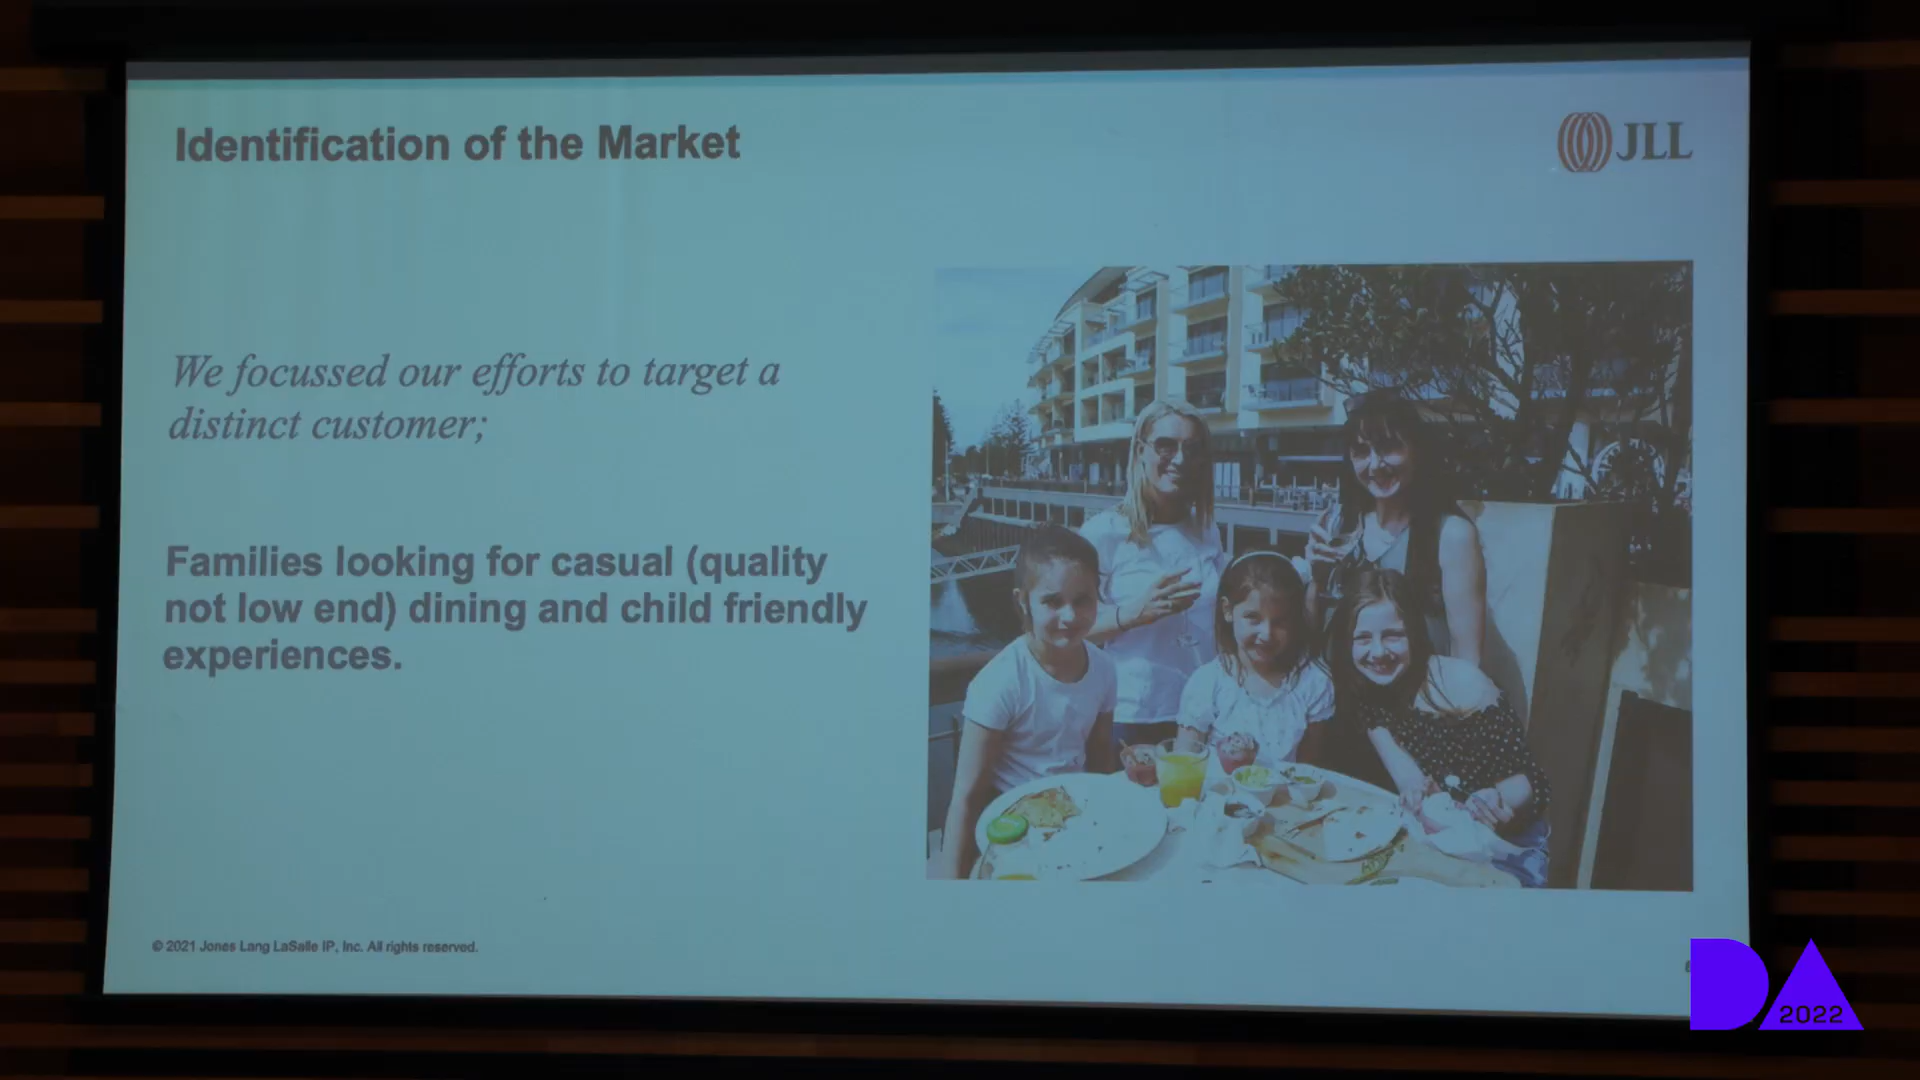 Identification of the Market
JLL
We focussed our efforts to target a
distinct customer;
Families looking for casual (quality
not low end) dining and child friendly
experiences.
© 2021 Jones Lang LaSalle IP, Inc. All rights reserved.
DA
2022